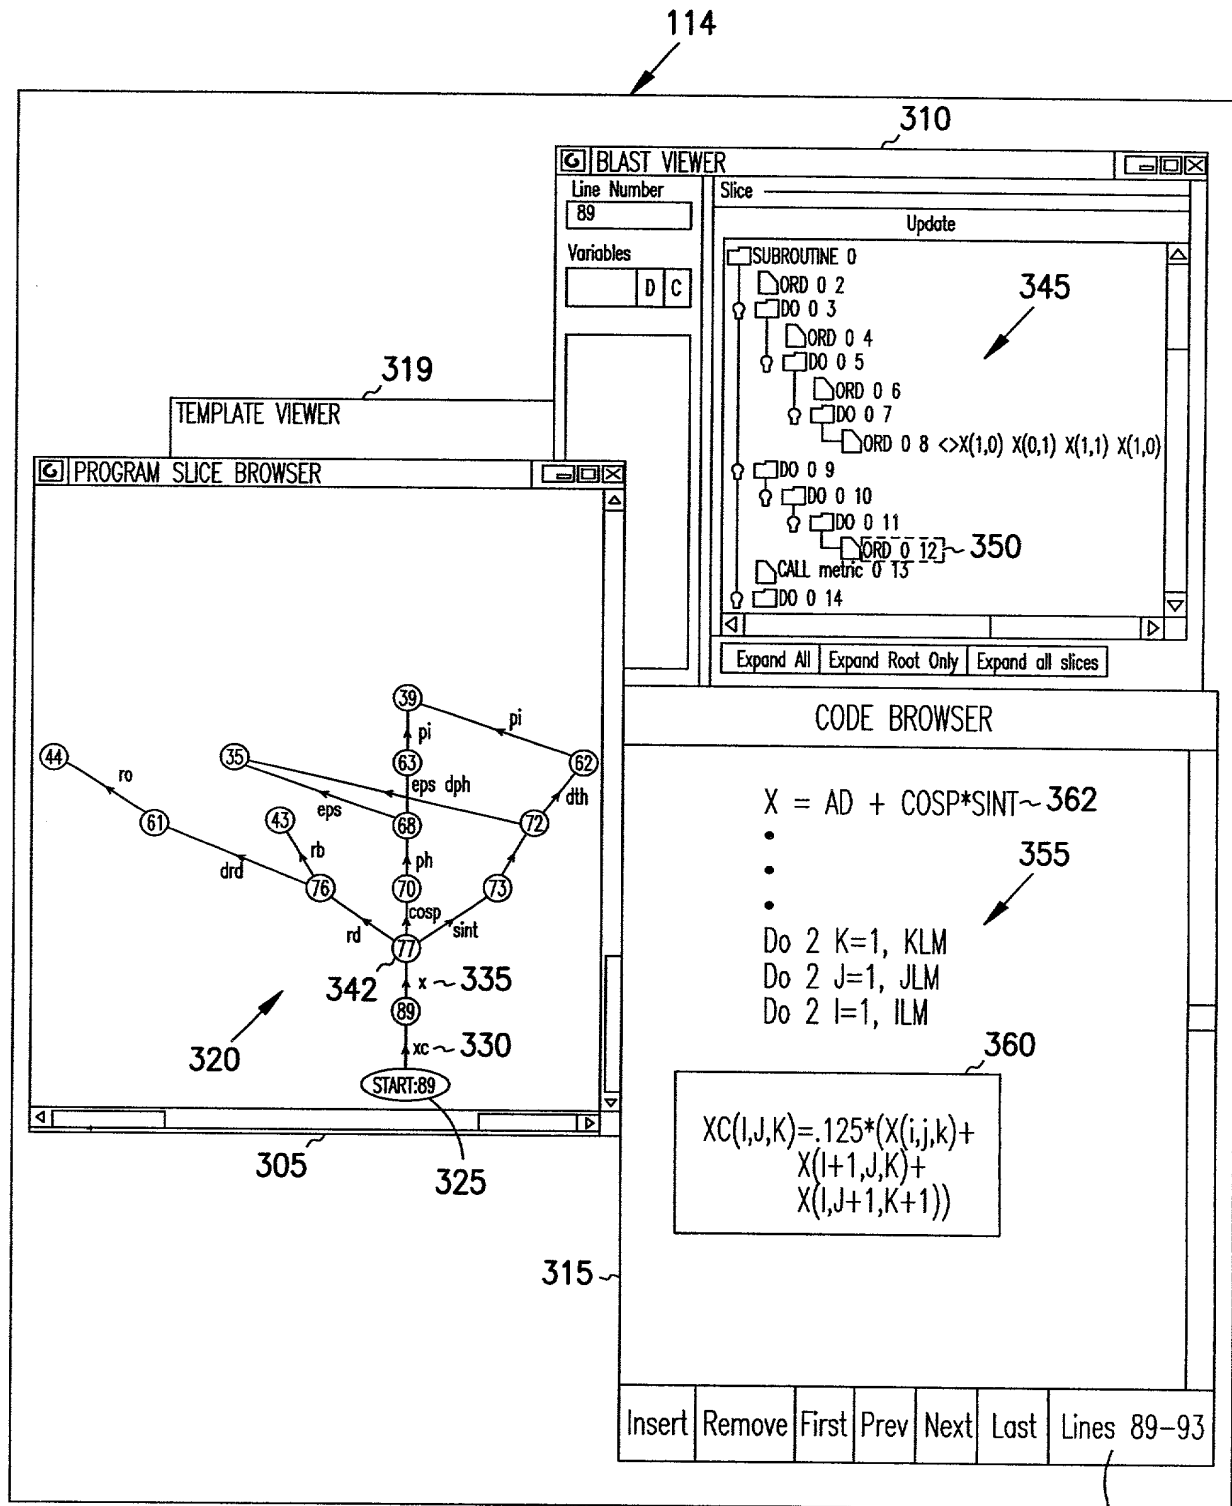 114
310
BLAST VIEWER
Line Number
89
Variables
D C
Slice
Update
SUBROUTINE 0
ORD 0 2
DO 0 3
ORD 0 4
DO 0 5
ORD 0 6
DO 0 7
ORD 0 8 <>X(1,0) X(0,1) X(1,1) X(1,0)
DO 0 9
DO 0 10
DO 0 11
ORD 0 12
CALL metric 0 13
DO 0 14
345
350
Expand All Expand Root Only Expand all slices
319
TEMPLATE VIEWER
PROGRAM SLICE BROWSER
39
pi
pi
44
35
63
62
ro
eps
eps dph
dth
61
43
68
72
drd
rb
ph
76
70
73
rd
cosp
sint
77
342
x
335
89
320
xc
330
START:89
305
325
CODE BROWSER
X = AD + COSP*SINT
362
355
Do 2 K=1, KLM
Do 2 J=1, JLM
Do 2 I=1, ILM
360
XC(I,J,K)=.125*(X(i,j,k)+
X(I+1,J,K)+
X(I,J+1,K+1))
315
Insert Remove First Prev Next Last Lines 89-93